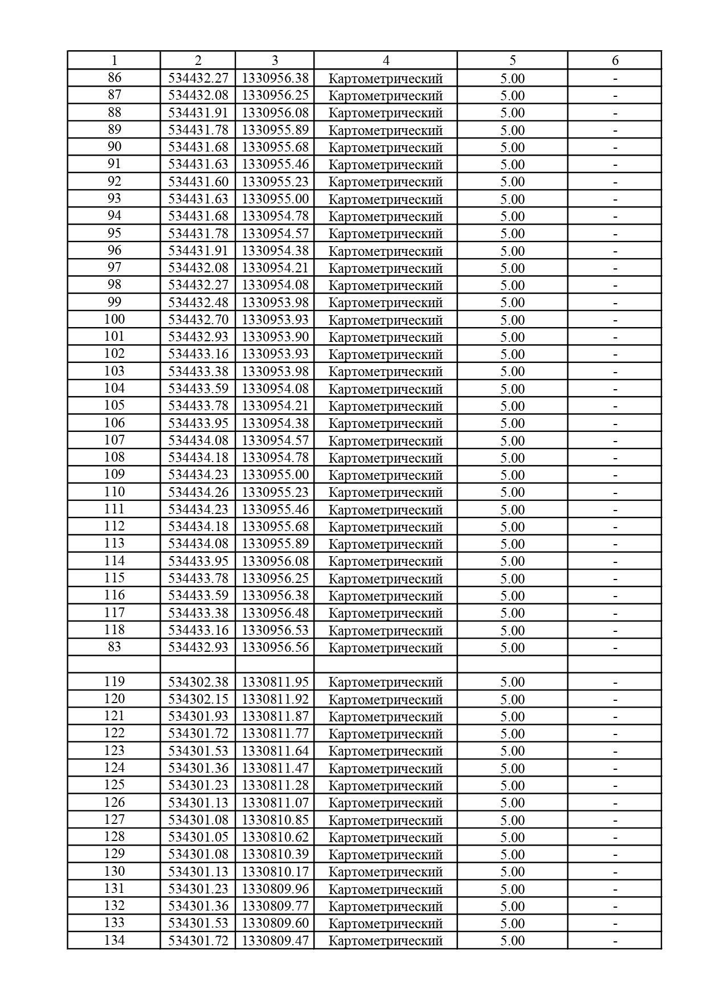 1 2 3 4 5 6
86 534432.27 1330956.38 Картометрический 5.00 -
87 534432.08 1330956.25 Картометрический 5.00 -
88 534431.91 1330956.08 Картометрический 5.00 -
89 534431.78 1330955.89 Картометрический 5.00 -
90 534431.68 1330955.68 Картометрический 5.00 -
91 534431.63 1330955.46 Картометрический 5.00 -
92 534431.60 1330955.23 Картометрический 5.00 -
93 534431.63 1330955.00 Картометрический 5.00 -
94 534431.68 1330954.78 Картометрический 5.00 -
95 534431.78 1330954.57 Картометрический 5.00 -
96 534431.91 1330954.38 Картометрический 5.00 -
97 534432.08 1330954.21 Картометрический 5.00 -
98 534432.27 1330954.08 Картометрический 5.00 -
99 534432.48 1330953.98 Картометрический 5.00 -
100 534432.70 1330953.93 Картометрический 5.00 -
101 534432.93 1330953.90 Картометрический 5.00 -
102 534433.16 1330953.93 Картометрический 5.00 -
103 534433.38 1330953.98 Картометрический 5.00 -
104 534433.59 1330954.08 Картометрический 5.00 -
105 534433.78 1330954.21 Картометрический 5.00 -
106 534433.95 1330954.38 Картометрический 5.00 -
107 534434.08 1330954.57 Картометрический 5.00 -
108 534434.18 1330954.78 Картометрический 5.00 -
109 534434.23 1330955.00 Картометрический 5.00 -
110 534434.26 1330955.23 Картометрический 5.00 -
111 534434.23 1330955.46 Картометрический 5.00 -
112 534434.18 1330955.68 Картометрический 5.00 -
113 534434.08 1330955.89 Картометрический 5.00 -
114 534433.95 1330956.08 Картометрический 5.00 -
115 534433.78 1330956.25 Картометрический 5.00 -
116 534433.59 1330956.38 Картометрический 5.00 -
117 534433.38 1330956.48 Картометрический 5.00 -
118 534433.16 1330956.53 Картометрический 5.00 -
83 534432.93 1330956.56 Картометрический 5.00 -
119 534302.38 1330811.95 Картометрический 5.00 -
120 534302.15 1330811.92 Картометрический 5.00 -
121 534301.93 1330811.87 Картометрический 5.00 -
122 534301.72 1330811.77 Картометрический 5.00 -
123 534301.53 1330811.64 Картометрический 5.00 -
124 534301.36 1330811.47 Картометрический 5.00 -
125 534301.23 1330811.28 Картометрический 5.00 -
126 534301.13 1330811.07 Картометрический 5.00 -
127 534301.08 1330810.85 Картометрический 5.00 -
128 534301.05 1330810.62 Картометрический 5.00 -
129 534301.08 1330810.39 Картометрический 5.00 -
130 534301.13 1330810.17 Картометрический 5.00 -
131 534301.23 1330809.96 Картометрический 5.00 -
132 534301.36 1330809.77 Картометрический 5.00 -
133 534301.53 1330809.60 Картометрический 5.00 -
134 534301.72 1330809.47 Картометрический 5.00 -